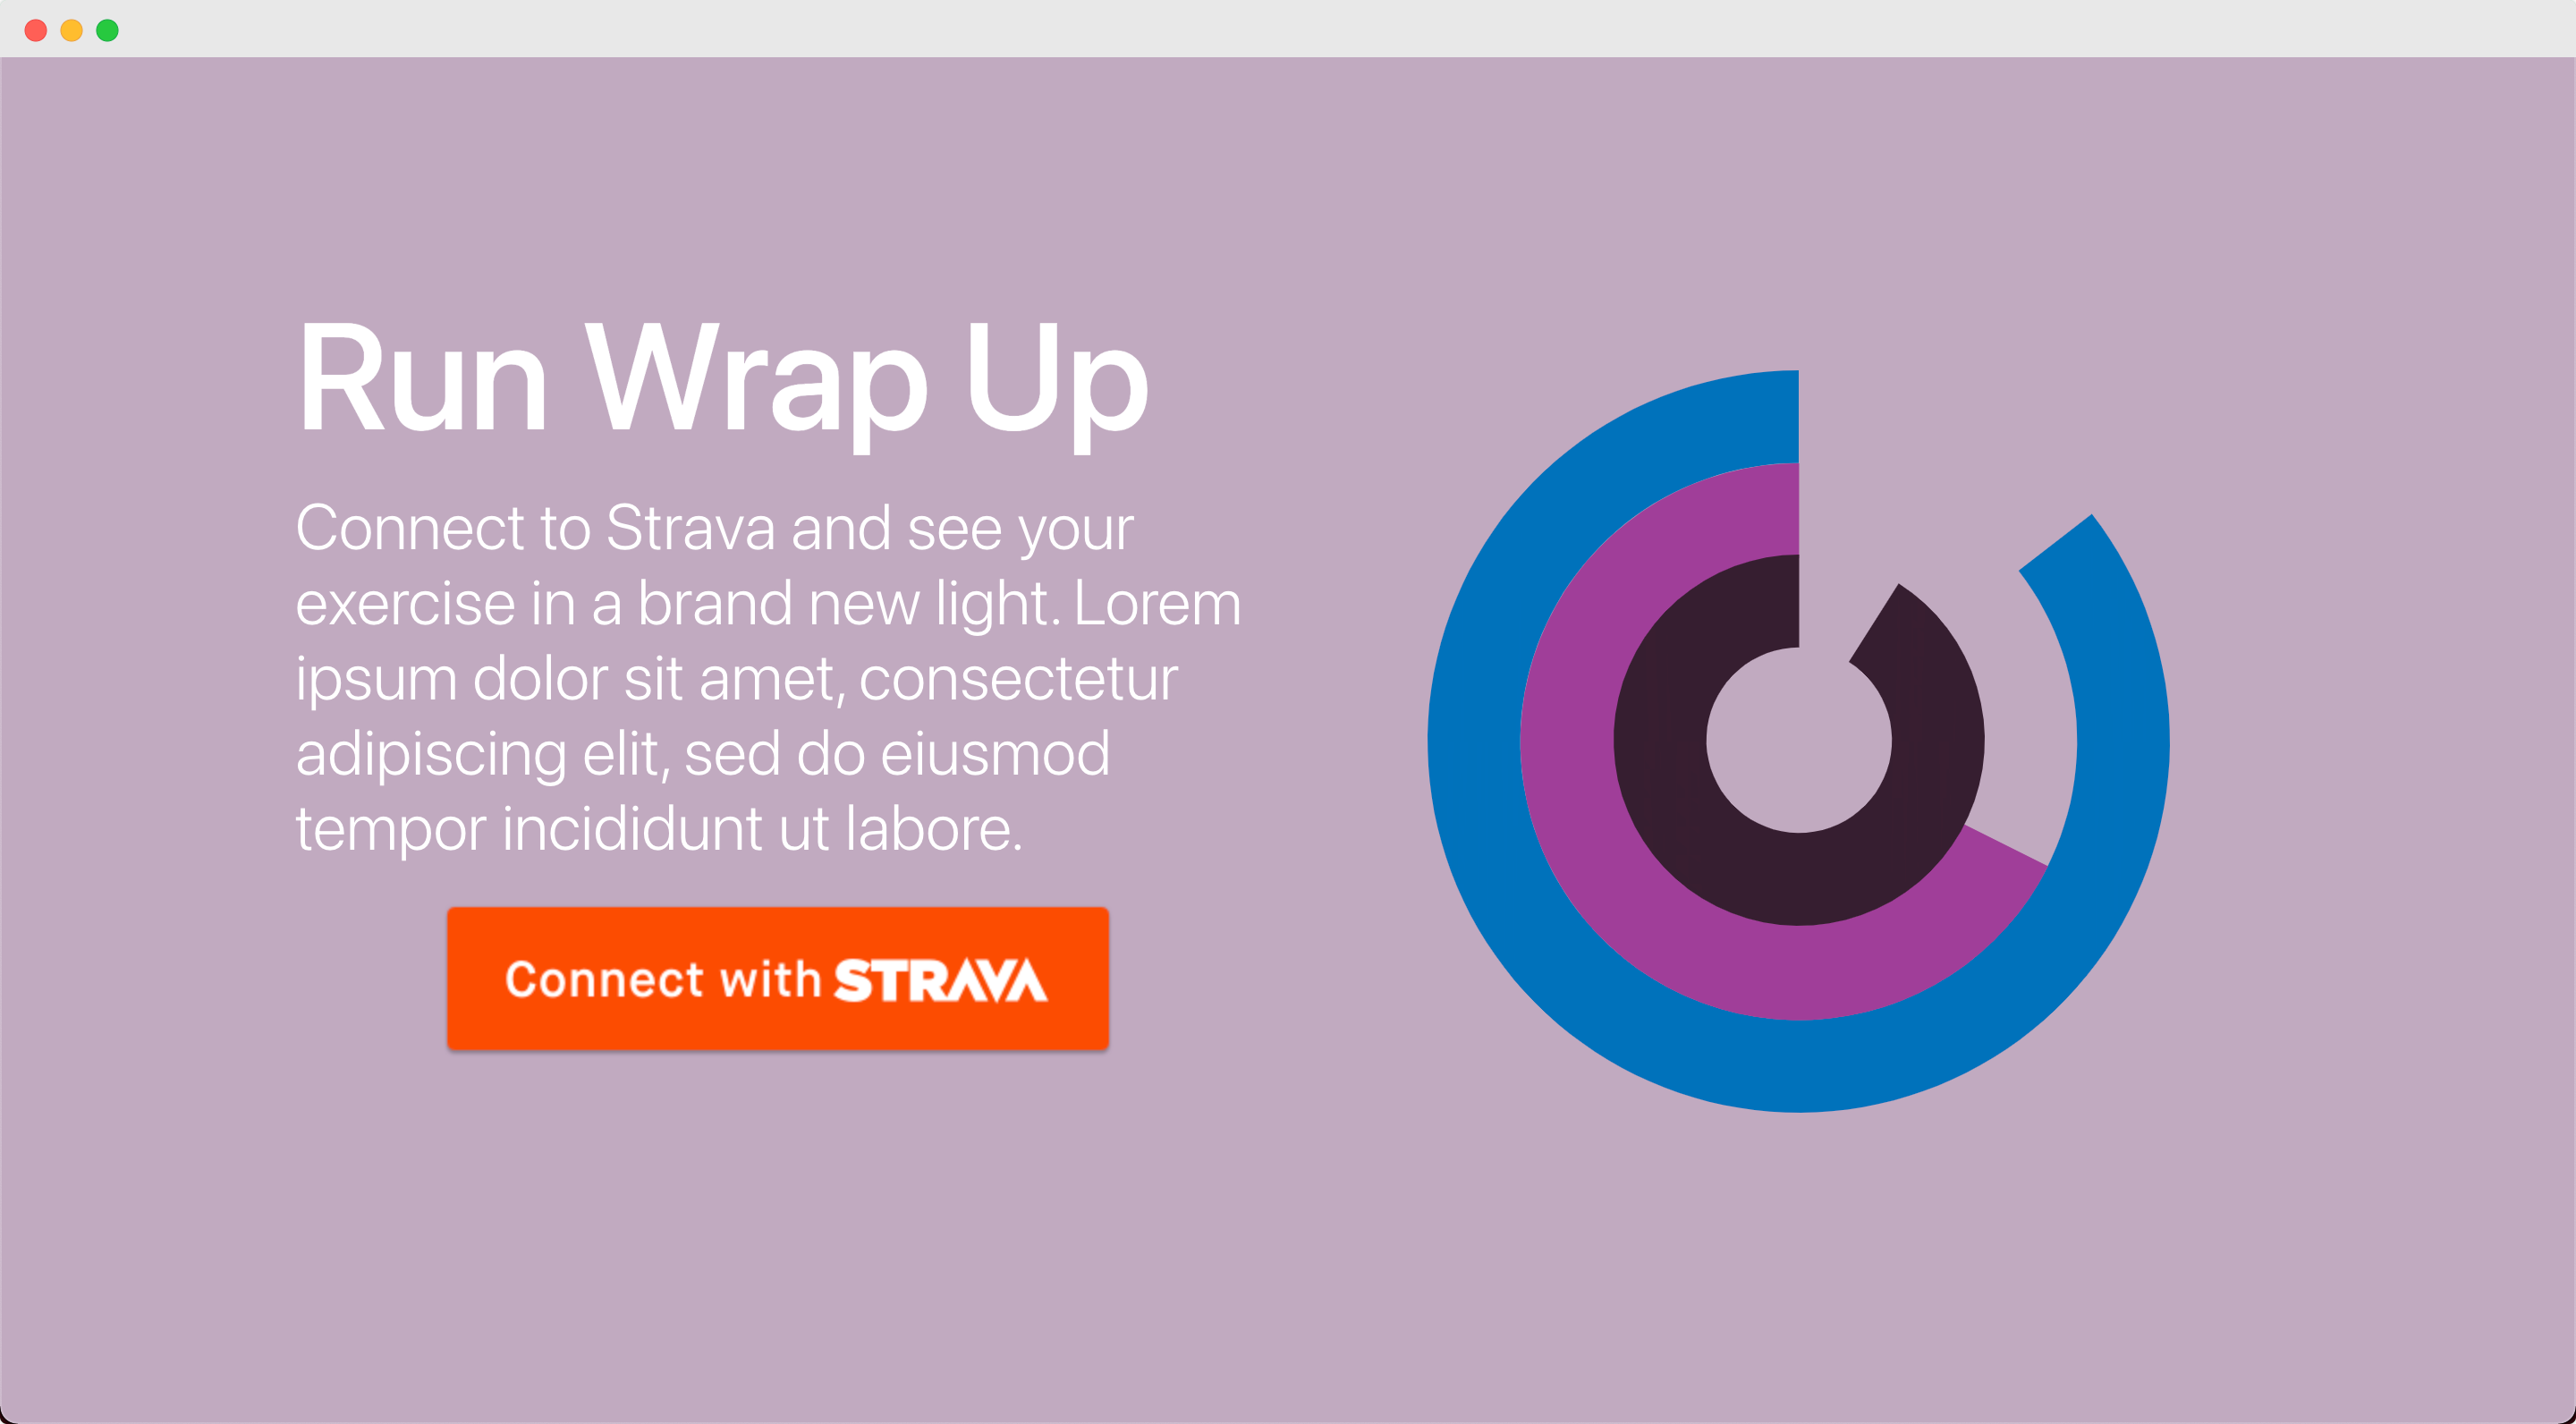 Run Wrap Up
Connect to Strava and see your
exercise in a brand new light. Lorem
ipsum dolor sit amet, consectetur
adipiscing elit, sed do eiusmod
tempor incididunt ut labore.
Connect with STRAVA